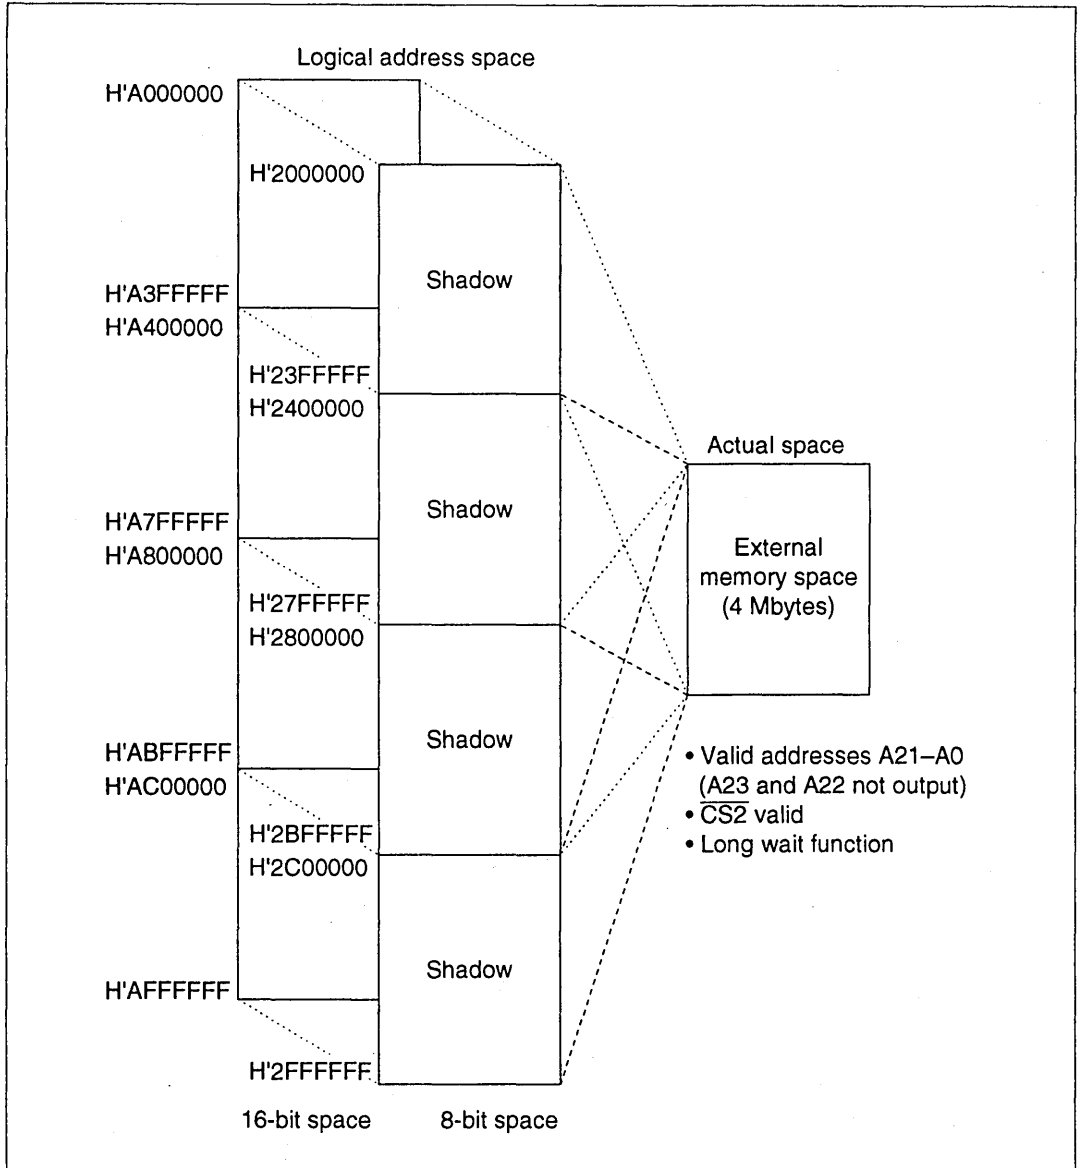 Logical address space
H'A000000
H'2000000
Shadow
H'A3FFFFF
H'A400000
H'23FFFFF
H'2400000
Actual space
Shadow
H'A7FFFFF
H'A800000
External
memory space
(4 Mbytes)
H'27FFFFF
H'2800000
Shadow
H'ABFFFFF
H'AC00000
• Valid addresses A21–A0
(A23 and A22 not output)
• CS2 valid
• Long wait function
H'2BFFFFF
H'2C00000
Shadow
H'AFFFFFF
H'2FFFFFF
16-bit space
8-bit space